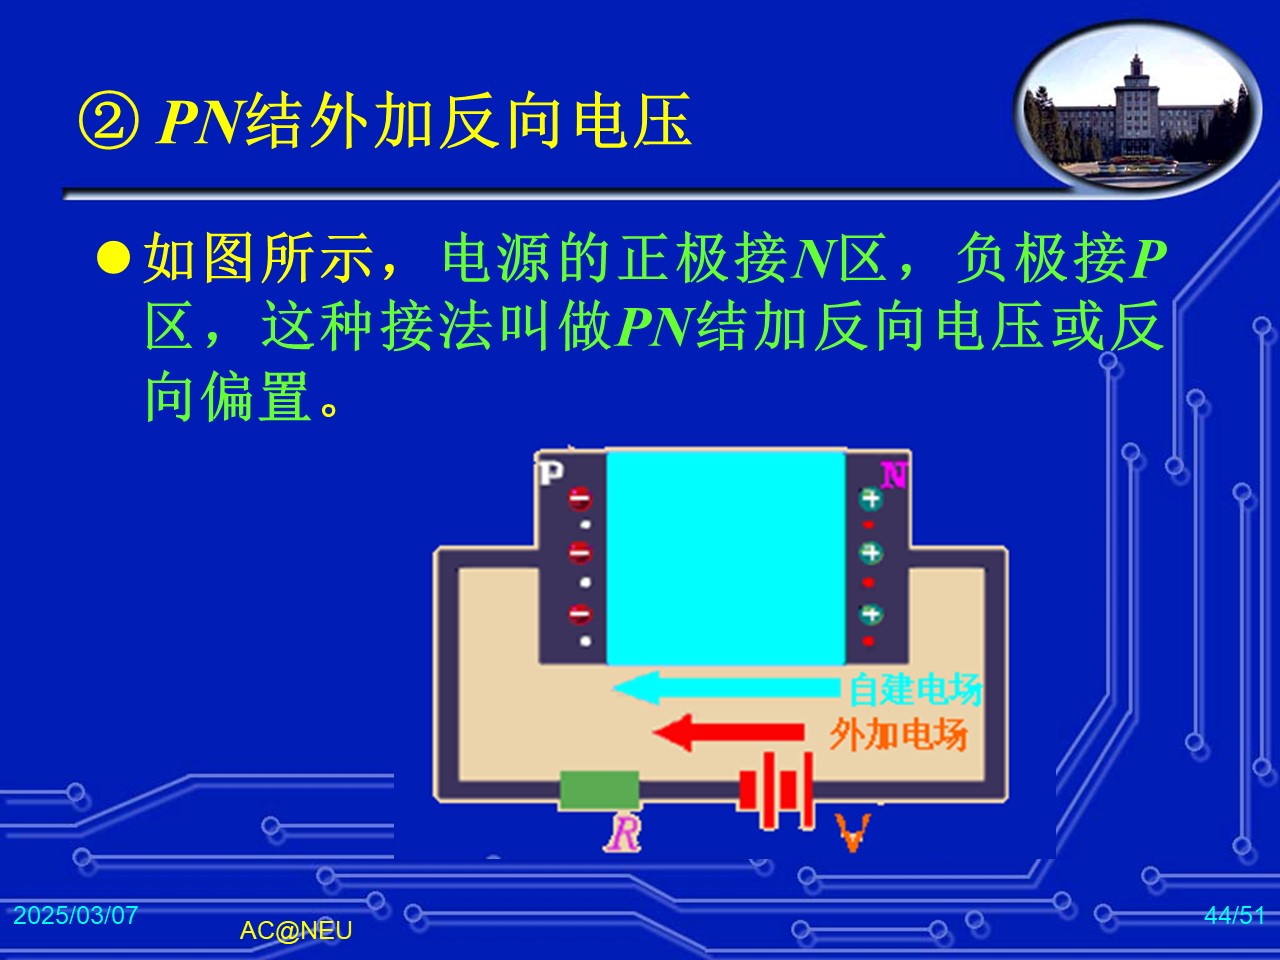 ② PN结外加反向电压
●如图所示，电源的正极接N区，负极接P
区，这种接法叫做PN结加反向电压或反
向偏置。
P
N
自建电场
外加电场
R
V
2025/03/07
AC@NEU
44/51